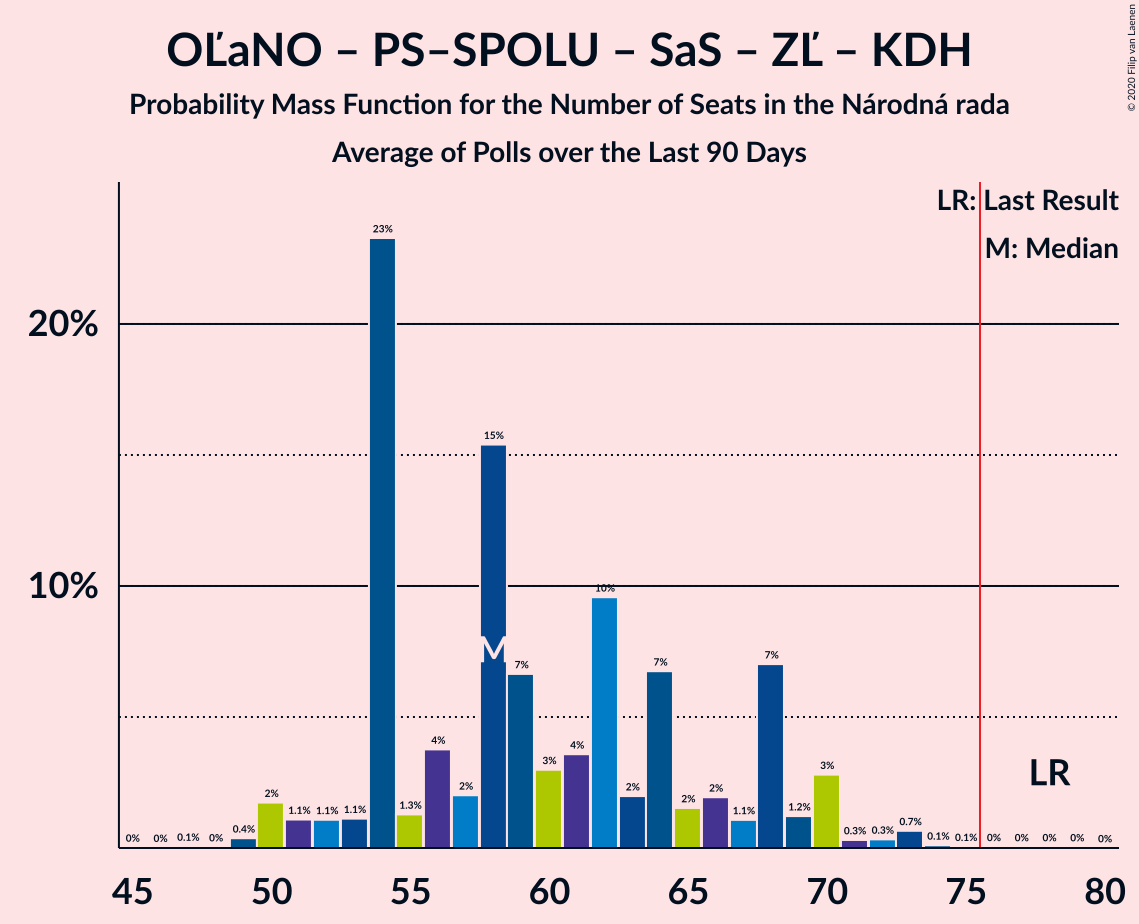 OĽaNO – PS–SPOLU – SaS – ZĽ – KDH
Probability Mass Function for the Number of Seats in the Národná rada
Average of Polls over the Last 90 Days
© 2020 Filip van Laenen
LR: Last Result
M: Median
20%
10%
0% 0% 0.1% 0% 0.4% 2% 1.1% 1.1% 1.1% 23% 1.3% 4% 2% 15% 7% 3% 4% 10% 2% 7% 2% 2% 1.1% 7% 1.2% 3% 0.3% 0.3% 0.7% 0.1% 0.1% 0% 0% 0% 0% 0%
M
LR
45 50 55 60 65 70 75 80